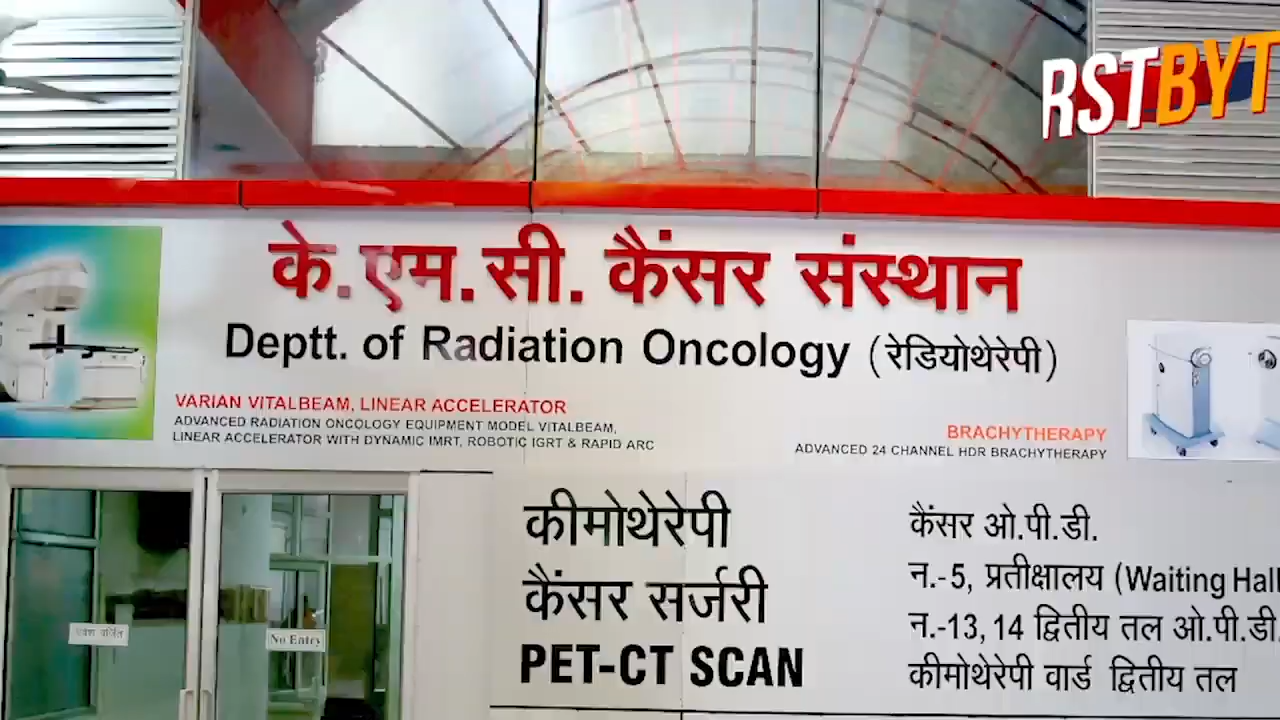 RSTBYT
के.एम.सी. कैंसर संस्थान
Deptt. of Radiation Oncology (रेडियोथेरेपी)
VARIAN VITALBEAM, LINEAR ACCELERATOR
ADVANCED RADIATION ONCOLOGY EQUIPMENT MODEL VITALBEAM,
LINEAR ACCELERATOR WITH DYNAMIC IMRT, ROBOTIC IGRT & RAPID ARC
BRACHYTHERAPY
ADVANCED 24 CHANNEL HDR BRACHYTHERAPY
कीमोथेरेपी
कैंसर सर्जरी
PET-CT SCAN
कैंसर ओ.पी.डी.
न.-5, प्रतीक्षालय (Waiting Hall
न.-13, 14 द्वितीय तल ओ.पी.डी.
कीमोथेरेपी वार्ड द्वितीय तल
प्रवेश वर्जित
No Entry